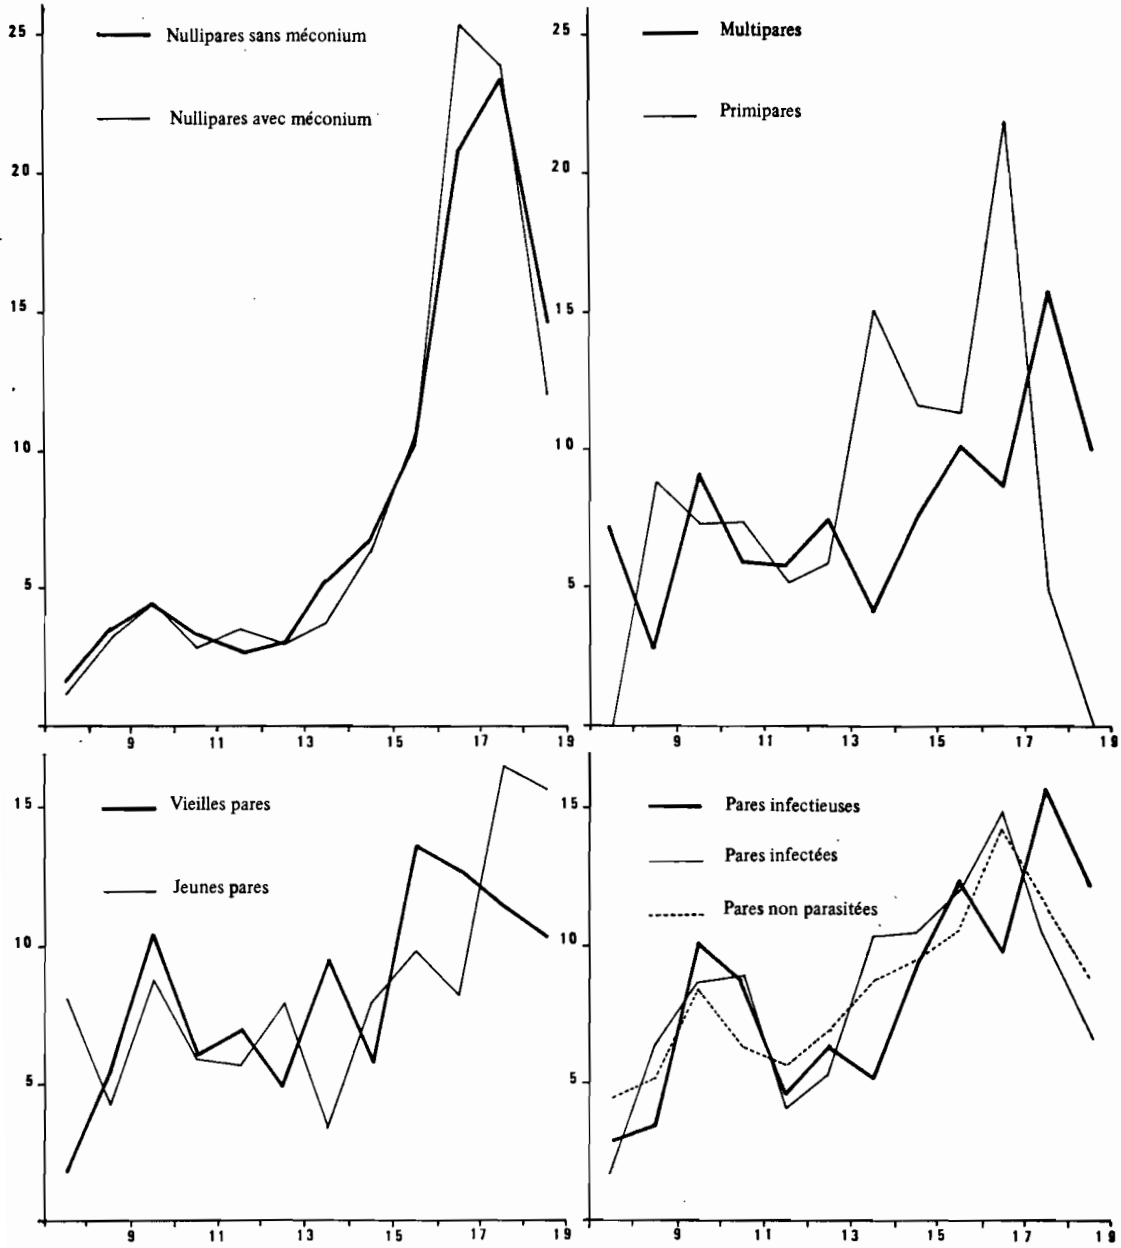 25
20
15
10
5
Nullipares sans méconium
Nullipares avec méconium
9 11 13 15 17 19
25
20
15
10
5
Multipares
Primipares
9 11 13 15 17 19
15
10
5
Vieilles pares
Jeunes pares
9 11 13 15 17 19
15
10
5
Pares infectieuses
Pares infectées
Pares non parasitées
9 11 13 15 17 19